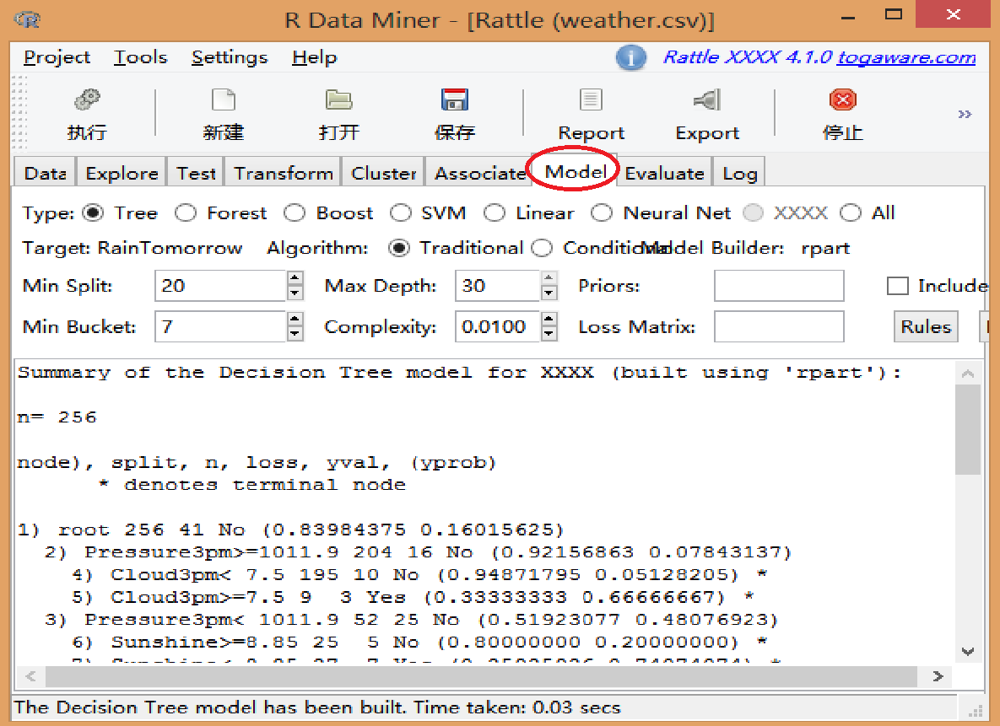 R Data Miner - [Rattle (weather.csv)]
Project Tools Settings Help Rattle XXXX 4.1.0 togaware.com
执行 新建 打开 保存 Report Export 停止
Data Explore Test Transform Cluster Associate Model Evaluate Log
Type: Tree Forest Boost SVM Linear Neural Net XXXX All
Target: RainTomorrow Algorithm: Traditional Conditional Model Builder: rpart
Min Split: 20 Max Depth: 30 Priors: Include
Min Bucket: 7 Complexity: 0.0100 Loss Matrix: Rules
Summary of the Decision Tree model for XXXX (built using 'rpart'):
n= 256
node), split, n, loss, yval, (yprob)
* denotes terminal node
1) root 256 41 No (0.83984375 0.16015625)
2) Pressure3pm>=1011.9 204 16 No (0.92156863 0.07843137)
4) Cloud3pm< 7.5 195 10 No (0.94871795 0.05128205) *
5) Cloud3pm>=7.5 9 3 Yes (0.33333333 0.66666667) *
3) Pressure3pm< 1011.9 52 25 No (0.51923077 0.48076923)
6) Sunshine>=8.85 25 5 No (0.80000000 0.20000000) *
The Decision Tree model has been built. Time taken: 0.03 secs